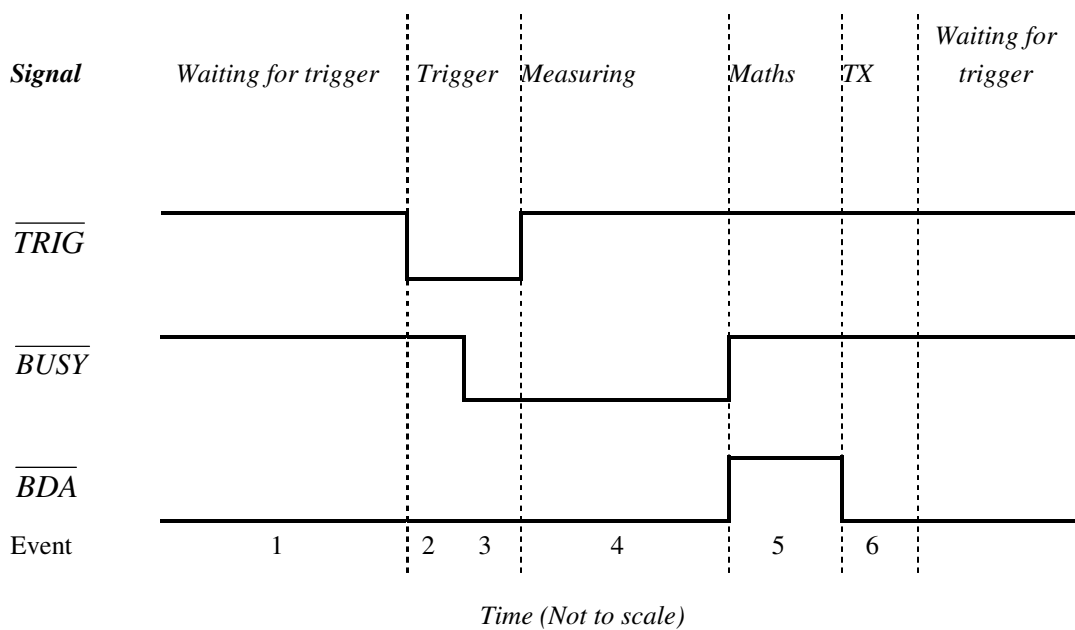 Signal Waiting for trigger Trigger Measuring Maths TX Waiting for
trigger
TRIG
BUSY
BDA
Event 1 2 3 4 5 6
Time (Not to scale)